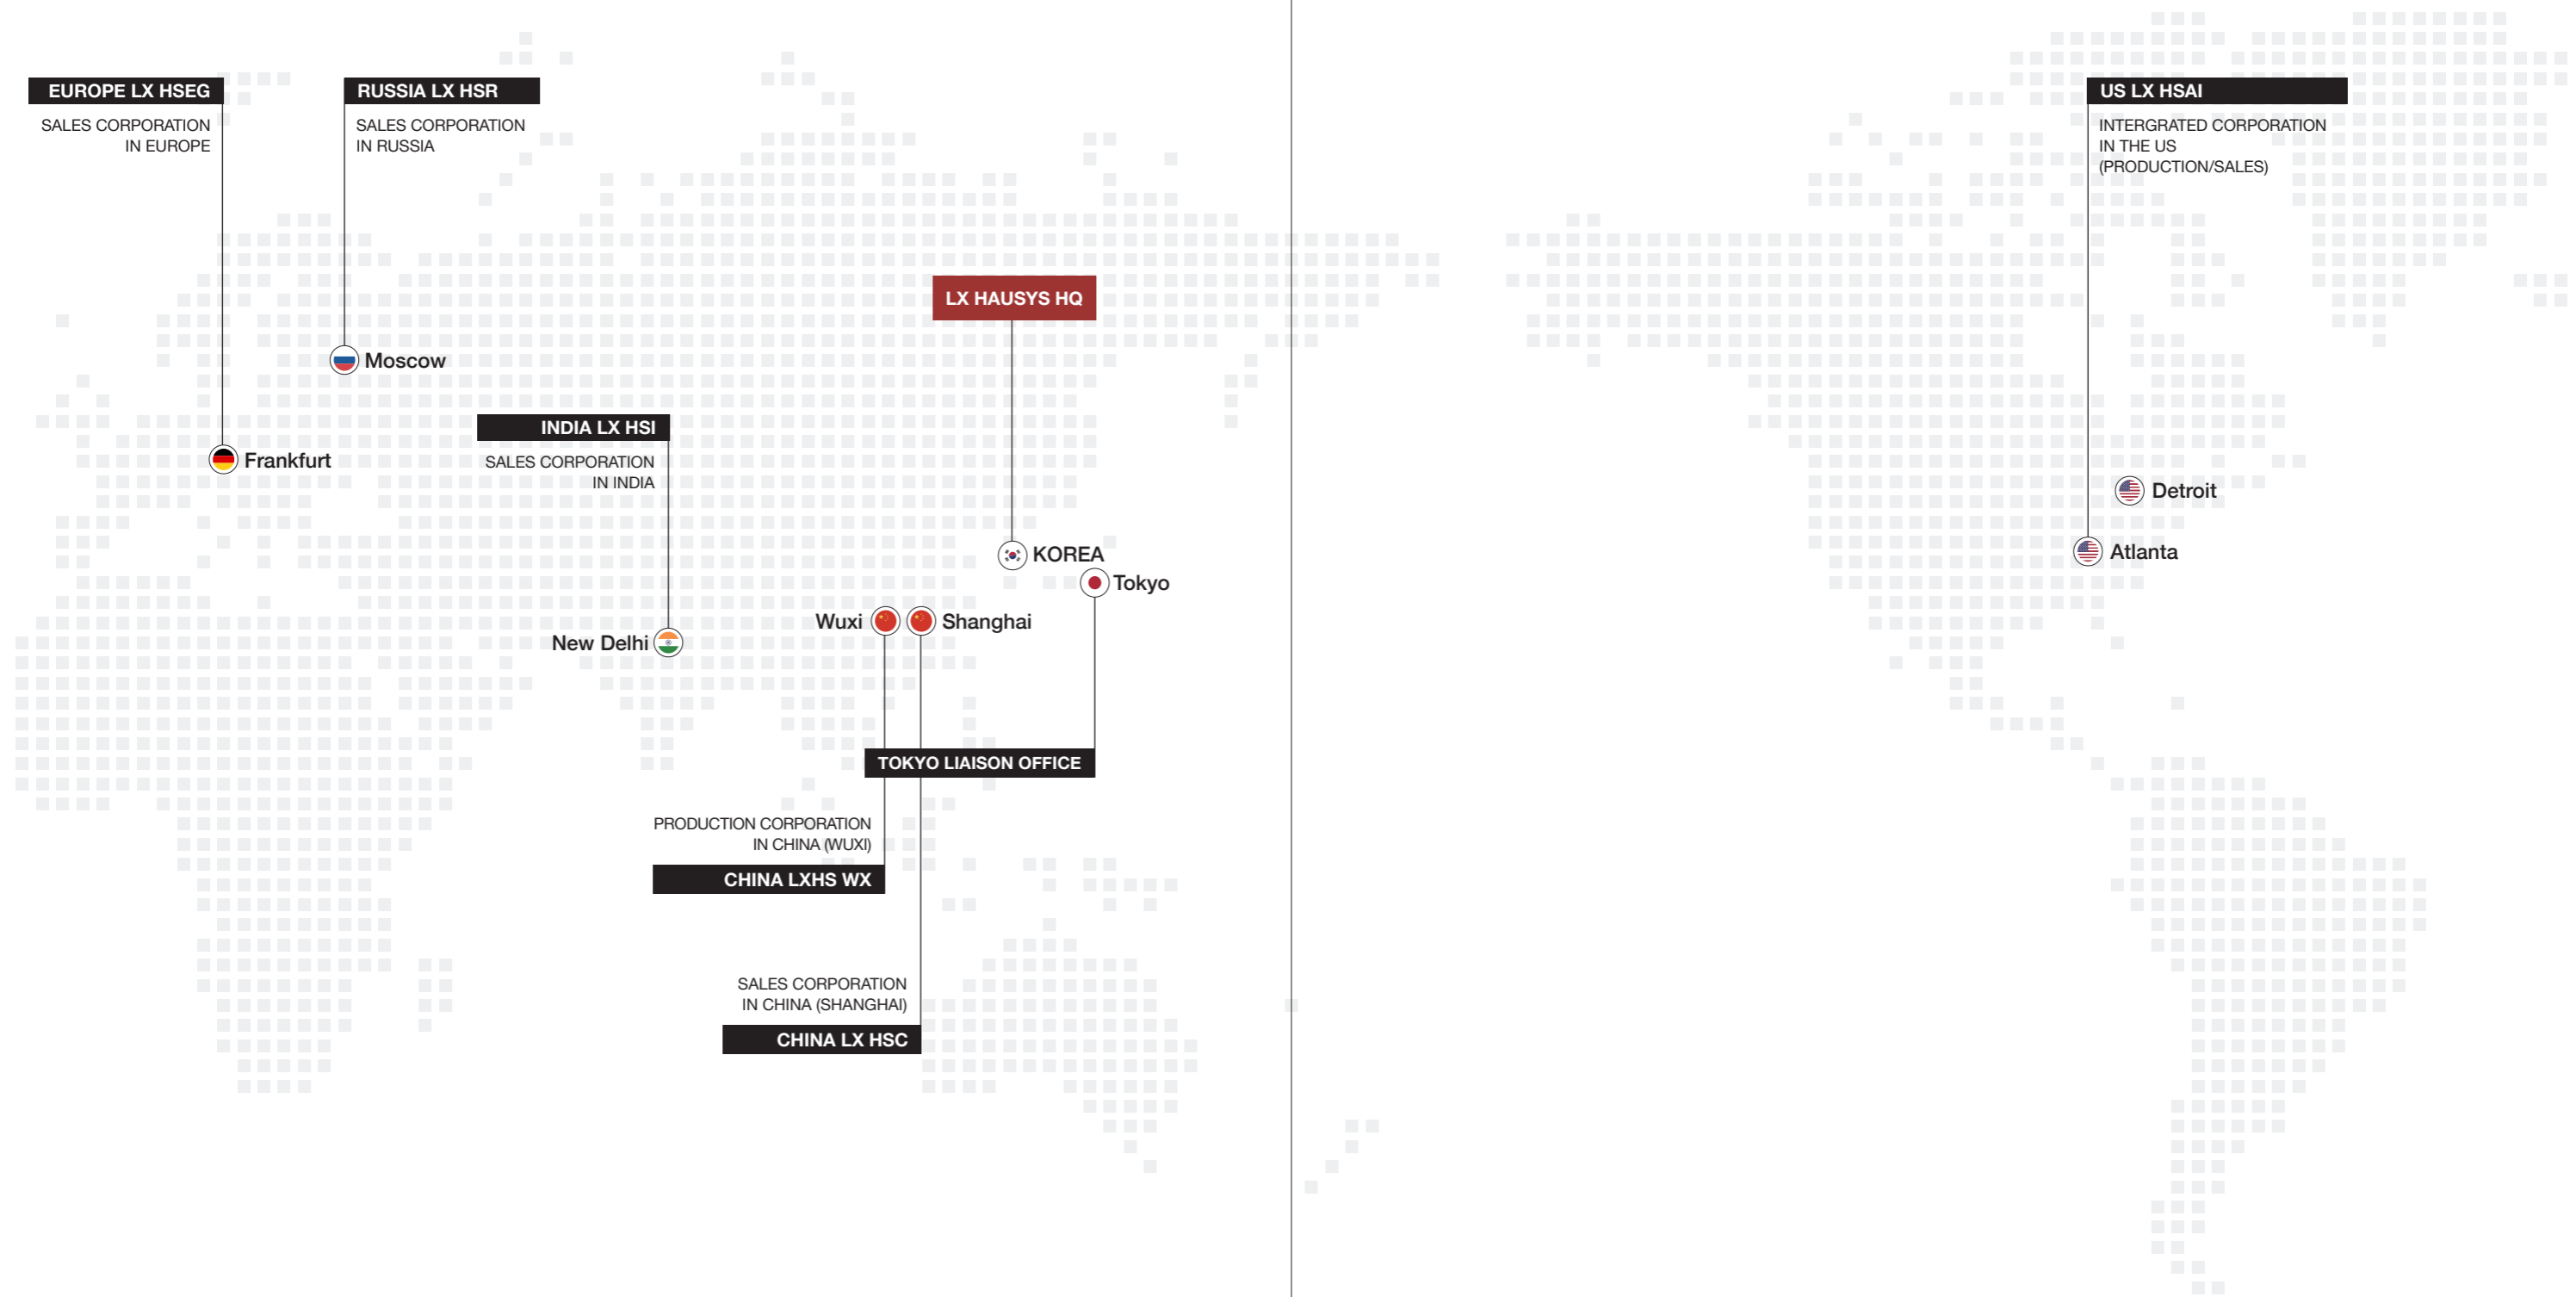 EUROPE LX HSEG
SALES CORPORATION
IN EUROPE
RUSSIA LX HSR
SALES CORPORATION
IN RUSSIA
US LX HSAI
INTERGRATED CORPORATION
IN THE US
(PRODUCTION/SALES)
LX HAUSYS HQ
Moscow
INDIA LX HSI
SALES CORPORATION
IN INDIA
Frankfurt
Detroit
KOREA
Atlanta
Tokyo
Wuxi
Shanghai
New Delhi
TOKYO LIAISON OFFICE
PRODUCTION CORPORATION
IN CHINA (WUXI)
CHINA LXHS WX
SALES CORPORATION
IN CHINA (SHANGHAI)
CHINA LX HSC